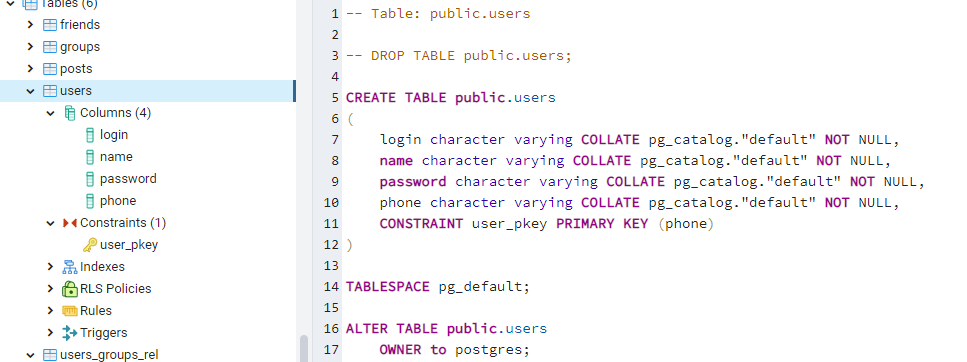 Tables (6)
friends
groups
posts
users
Columns (4)
login
name
password
phone
Constraints (1)
user_pkey
Indexes
RLS Policies
Rules
Triggers
users_groups_rel
1 -- Table: public.users
2
3 -- DROP TABLE public.users;
4
5 CREATE TABLE public.users
6 (
7     login character varying COLLATE pg_catalog."default" NOT NULL,
8     name character varying COLLATE pg_catalog."default" NOT NULL,
9     password character varying COLLATE pg_catalog."default" NOT NULL,
10     phone character varying COLLATE pg_catalog."default" NOT NULL,
11     CONSTRAINT user_pkey PRIMARY KEY (phone)
12 )
13
14 TABLESPACE pg_default;
15
16 ALTER TABLE public.users
17     OWNER to postgres;